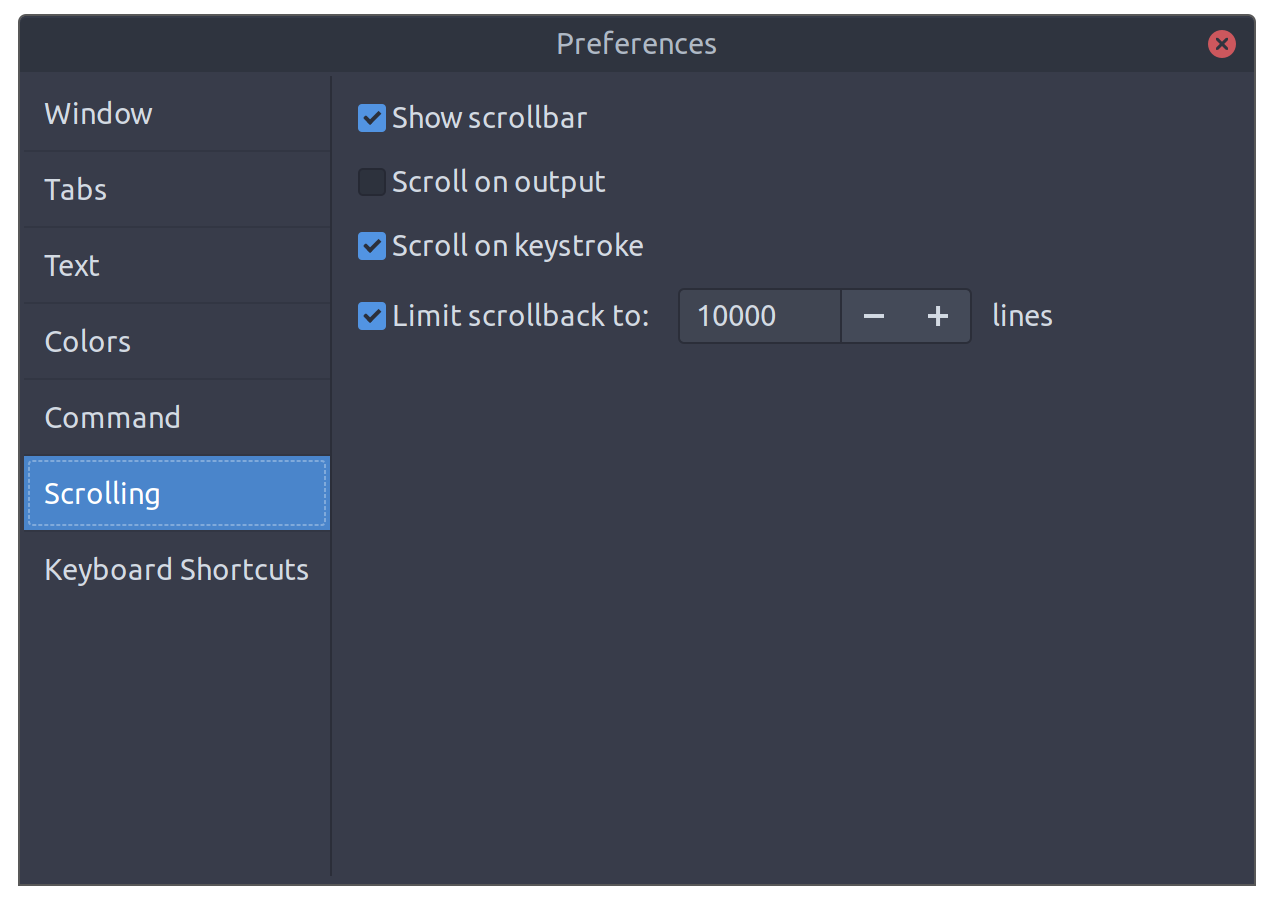 Preferences
Window
Tabs
Text
Colors
Command
Scrolling
Keyboard Shortcuts
Show scrollbar
Scroll on output
Scroll on keystroke
Limit scrollback to: 10000 − + lines